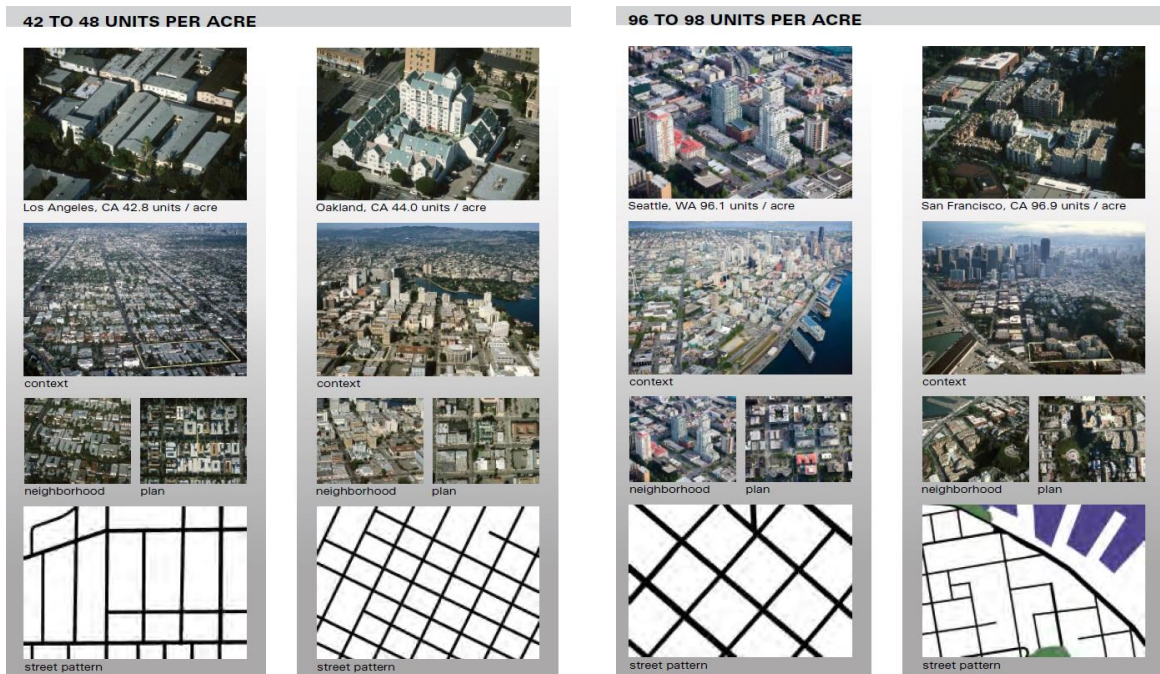 42 TO 48 UNITS PER ACRE
Los Angeles, CA 42.8 units / acre
context
neighborhood
plan
street pattern
Oakland, CA 44.0 units / acre
context
neighborhood
plan
street pattern
96 TO 98 UNITS PER ACRE
Seattle, WA 96.1 units / acre
context
neighborhood
plan
street pattern
San Francisco, CA 96.9 units / acre
context
neighborhood
plan
street pattern